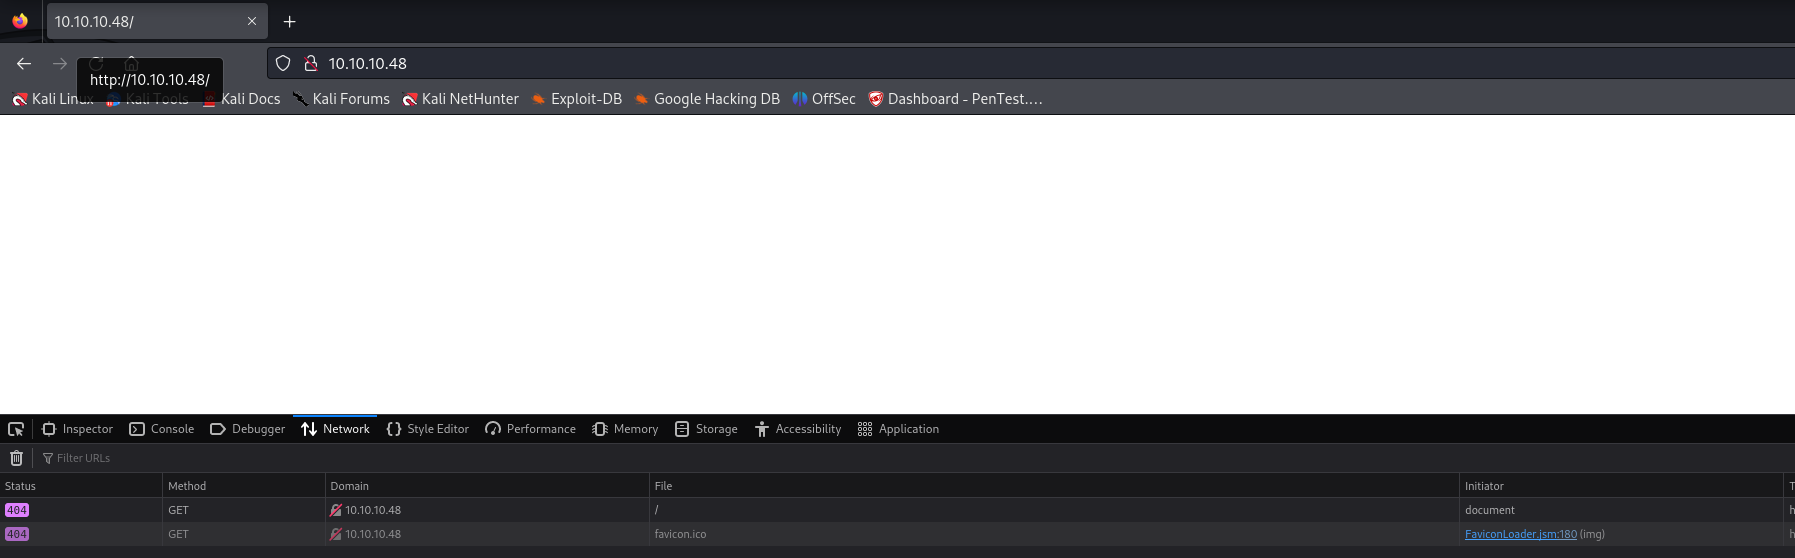 10.10.10.48/
10.10.10.48
http://10.10.10.48/
Kali Linux Kali Tools Kali Docs Kali Forums Kali NetHunter Exploit-DB Google Hacking DB OffSec Dashboard - PenTest....
Inspector Console Debugger Network Style Editor Performance Memory Storage Accessibility Application
Filter URLs
Status Method Domain File Initiator T
404 GET 10.10.10.48 / document h
404 GET 10.10.10.48 favicon.ico FaviconLoader.jsm:180 (img) h